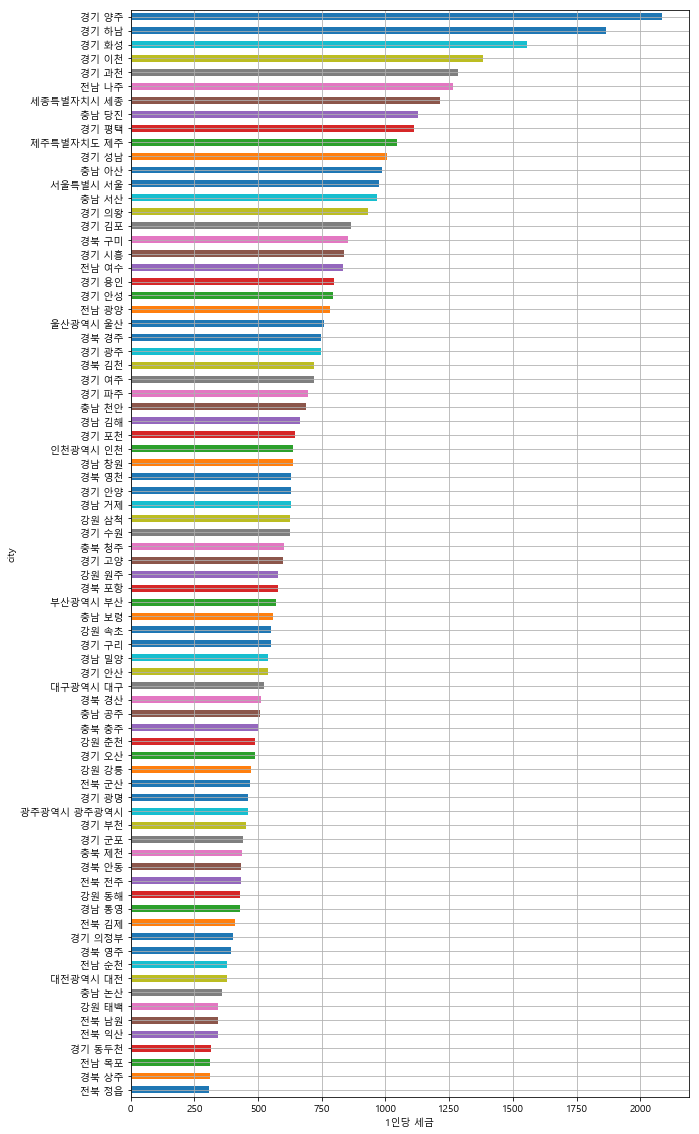 경기 양주
경기 하남
경기 화성
경기 이천
경기 과천
전남 나주
세종특별자치시 세종
충남 당진
경기 평택
제주특별자치도 제주
경기 성남
충남 아산
서울특별시 서울
충남 서산
경기 의왕
경기 김포
경북 구미
경기 시흥
전남 여수
경기 용인
경기 안성
전남 광양
울산광역시 울산
경북 경주
경기 광주
경북 김천
경기 여주
경기 파주
충남 천안
경남 김해
경기 포천
인천광역시 인천
경남 창원
경북 영천
경기 안양
경남 거제
강원 삼척
경기 수원
충북 청주
경기 고양
강원 원주
경북 포항
부산광역시 부산
충남 보령
강원 속초
경기 구리
경남 밀양
경기 안산
대구광역시 대구
경북 경산
충남 공주
충북 충주
강원 춘천
경기 오산
강원 강릉
전북 군산
경기 광명
광주광역시 광주광역시
경기 부천
경기 군포
충북 제천
경북 안동
전북 전주
강원 동해
경남 통영
전북 김제
경기 의정부
경북 영주
전남 순천
대전광역시 대전
충남 논산
강원 태백
전북 남원
전북 익산
경기 동두천
전남 목포
경북 상주
전북 정읍
city
0 250 500 750 1000 1250 1500 1750 2000
1인당 세금